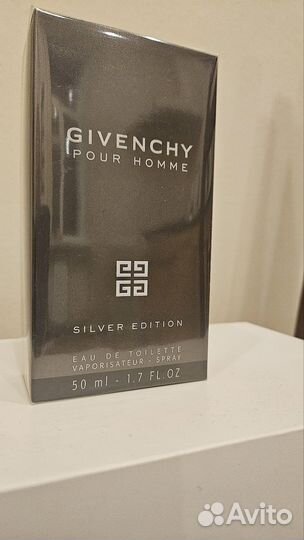 GIVENCHY
POUR HOMME
SILVER EDITION
EAU DE TOILETTE
VAPORISATEUR - SPRAY
50 ml - 1.7 FL.OZ
Avito